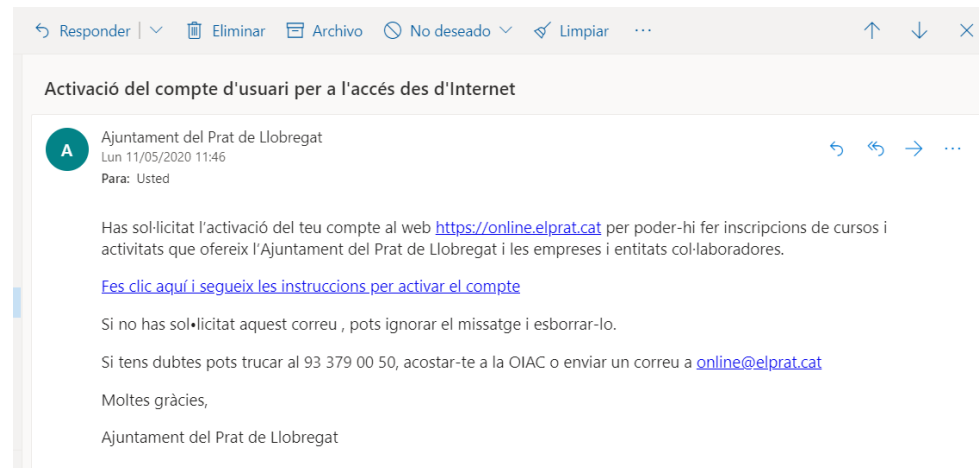 Responder Eliminar Archivo No deseado Limpiar ...
Activació del compte d'usuari per a l'accés des d'Internet
A
Ajuntament del Prat de Llobregat
Lun 11/05/2020 11:46
Para: Usted
Has sol·licitat l'activació del teu compte al web https://online.elprat.cat per poder-hi fer inscripcions de cursos i
activitats que ofereix l'Ajuntament del Prat de Llobregat i les empreses i entitats col·laboradores.
Fes clic aquí i segueix les instruccions per activar el compte
Si no has sol•licitat aquest correu , pots ignorar el missatge i esborrar-lo.
Si tens dubtes pots trucar al 93 379 00 50, acostar-te a la OIAC o enviar un correu a online@elprat.cat
Moltes gràcies,
Ajuntament del Prat de Llobregat